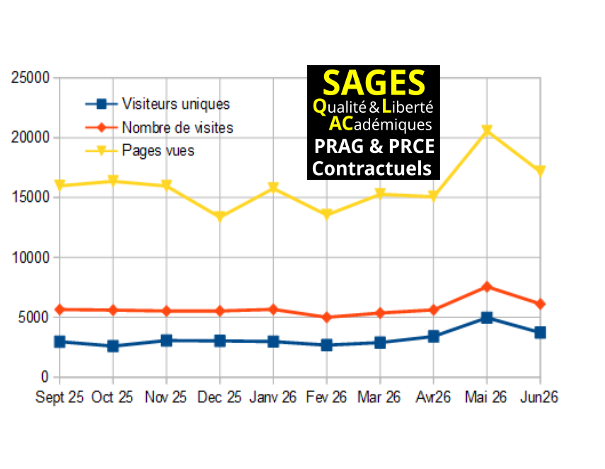 25000
20000
15000
10000
5000
0
Visiteurs uniques
Nombre de visites
Pages vues
SAGES
Qualité & Liberté
ACadémiques
PRAG & PRCE
Contractuels
Sept 25 Oct 25 Nov 25 Dec 25 Janv 26 Fev 26 Mar 26 Avr26 Mai 26 Jun26